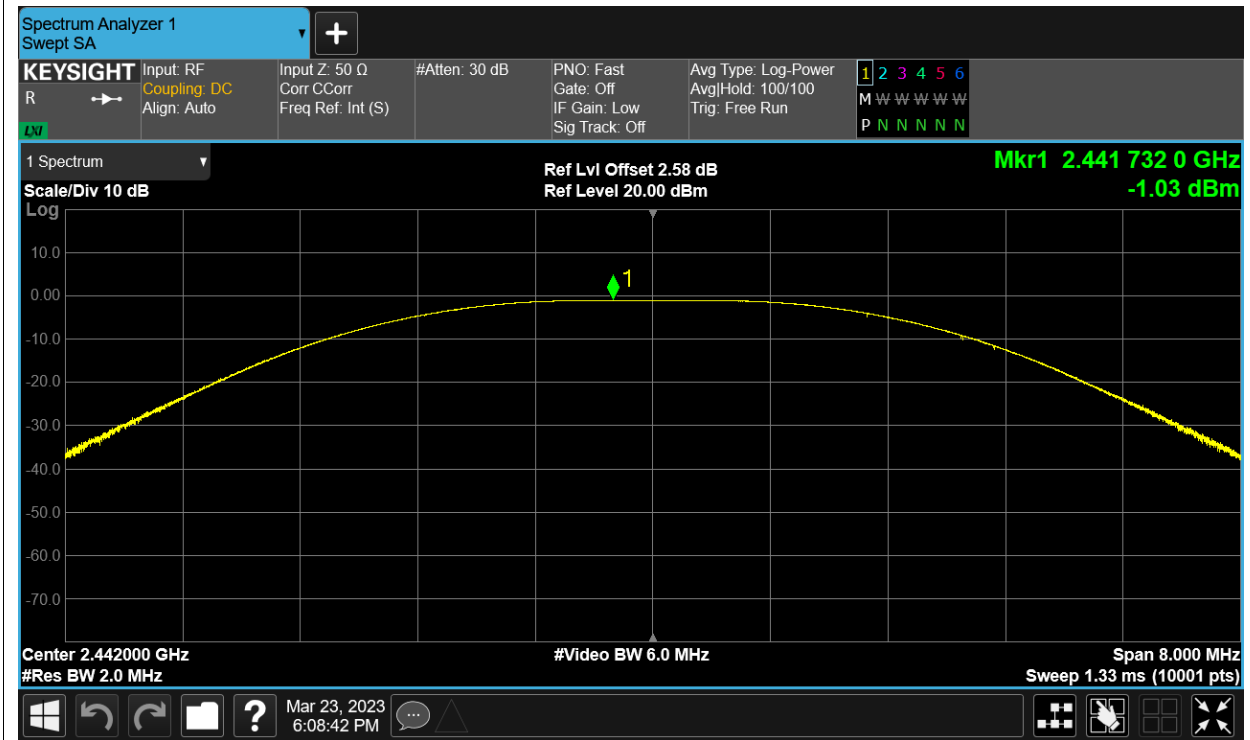 Spectrum Analyzer 1
Swept SA
+
KEYSIGHT Input: RF Input Z: 50 Ω #Atten: 30 dB PNO: Fast Avg Type: Log-Power 1 2 3 4 5 6
R Coupling: DC Corr CCorr Gate: Off Avg|Hold: 100/100 M W W W W W
Align: Auto Freq Ref: Int (S) IF Gain: Low Trig: Free Run
LXI Sig Track: Off P N N N N N
1 Spectrum Ref Lvl Offset 2.58 dB Mkr1 2.441 732 0 GHz
Scale/Div 10 dB Ref Level 20.00 dBm -1.03 dBm
Log
10.0
1
0.00
-10.0
-20.0
-30.0
-40.0
-50.0
-60.0
-70.0
Center 2.442000 GHz #Video BW 6.0 MHz Span 8.000 MHz
#Res BW 2.0 MHz Sweep 1.33 ms (10001 pts)
? Mar 23, 2023
6:08:42 PM